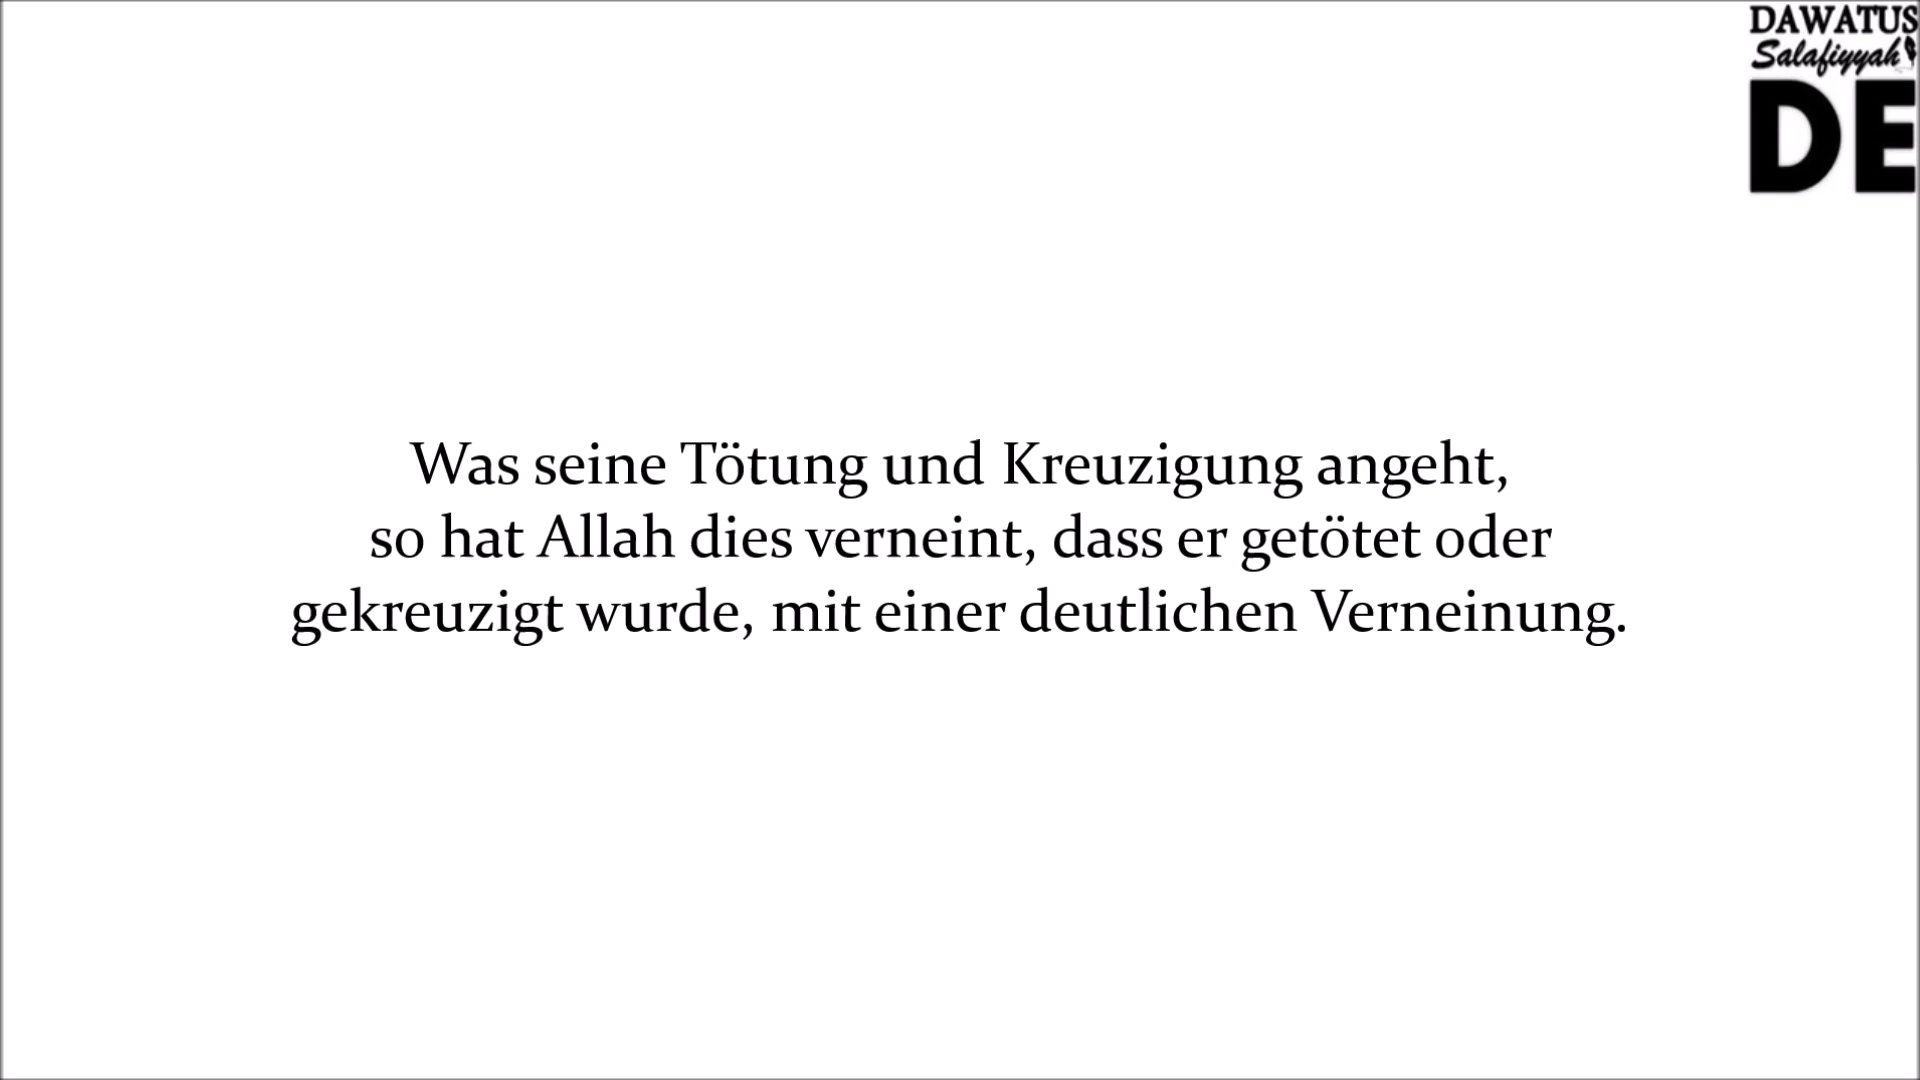 DAWATUS
Salafiyyah
DE
Was seine Tötung und Kreuzigung angeht,
so hat Allah dies verneint, dass er getötet oder
gekreuzigt wurde, mit einer deutlichen Verneinung.